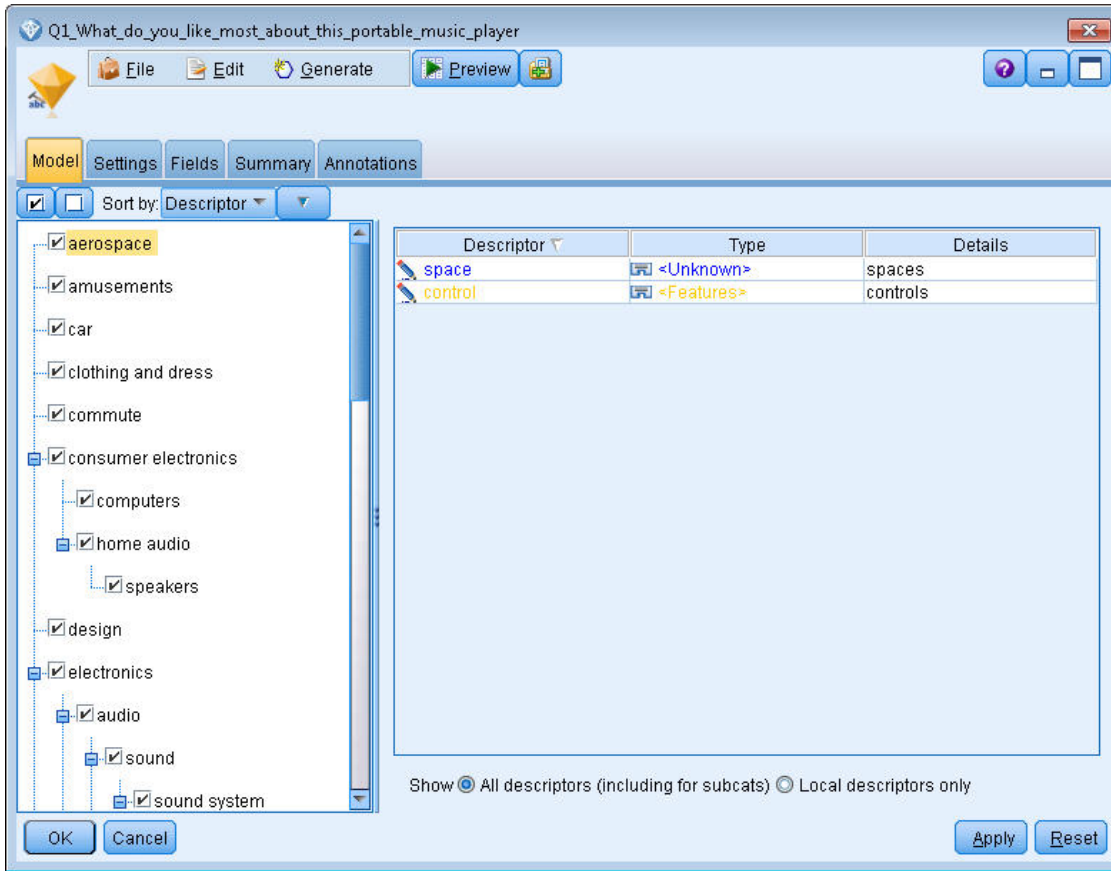 Q1_What_do_you_like_most_about_this_portable_music_player
File Edit Generate Preview
abc
Model Settings Fields Summary Annotations
Sort by: Descriptor
aerospace
amusements
car
clothing and dress
commute
consumer electronics
computers
home audio
speakers
design
electronics
audio
sound
sound system
Descriptor Type Details
space <Unknown> spaces
control <Features> controls
Show All descriptors (including for subcats) Local descriptors only
OK Cancel Apply Reset